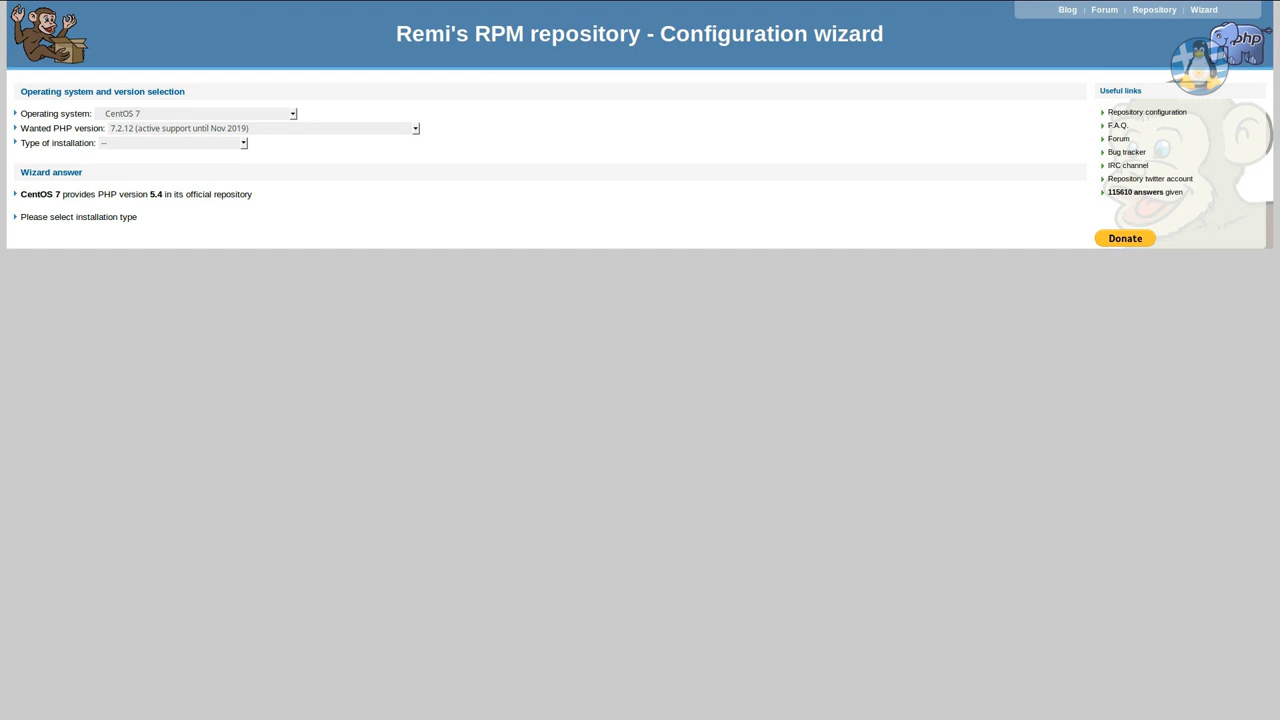 Blog | Forum | Repository | Wizard
Remi's RPM repository - Configuration wizard
php
Operating system and version selection
Operating system: CentOS 7
Wanted PHP version: 7.2.12 (active support until Nov 2019)
Type of installation: --
Wizard answer
CentOS 7 provides PHP version 5.4 in its official repository
Please select installation type
Useful links
Repository configuration
F.A.Q.
Forum
Bug tracker
IRC channel
Repository twitter account
115610 answers given
Donate